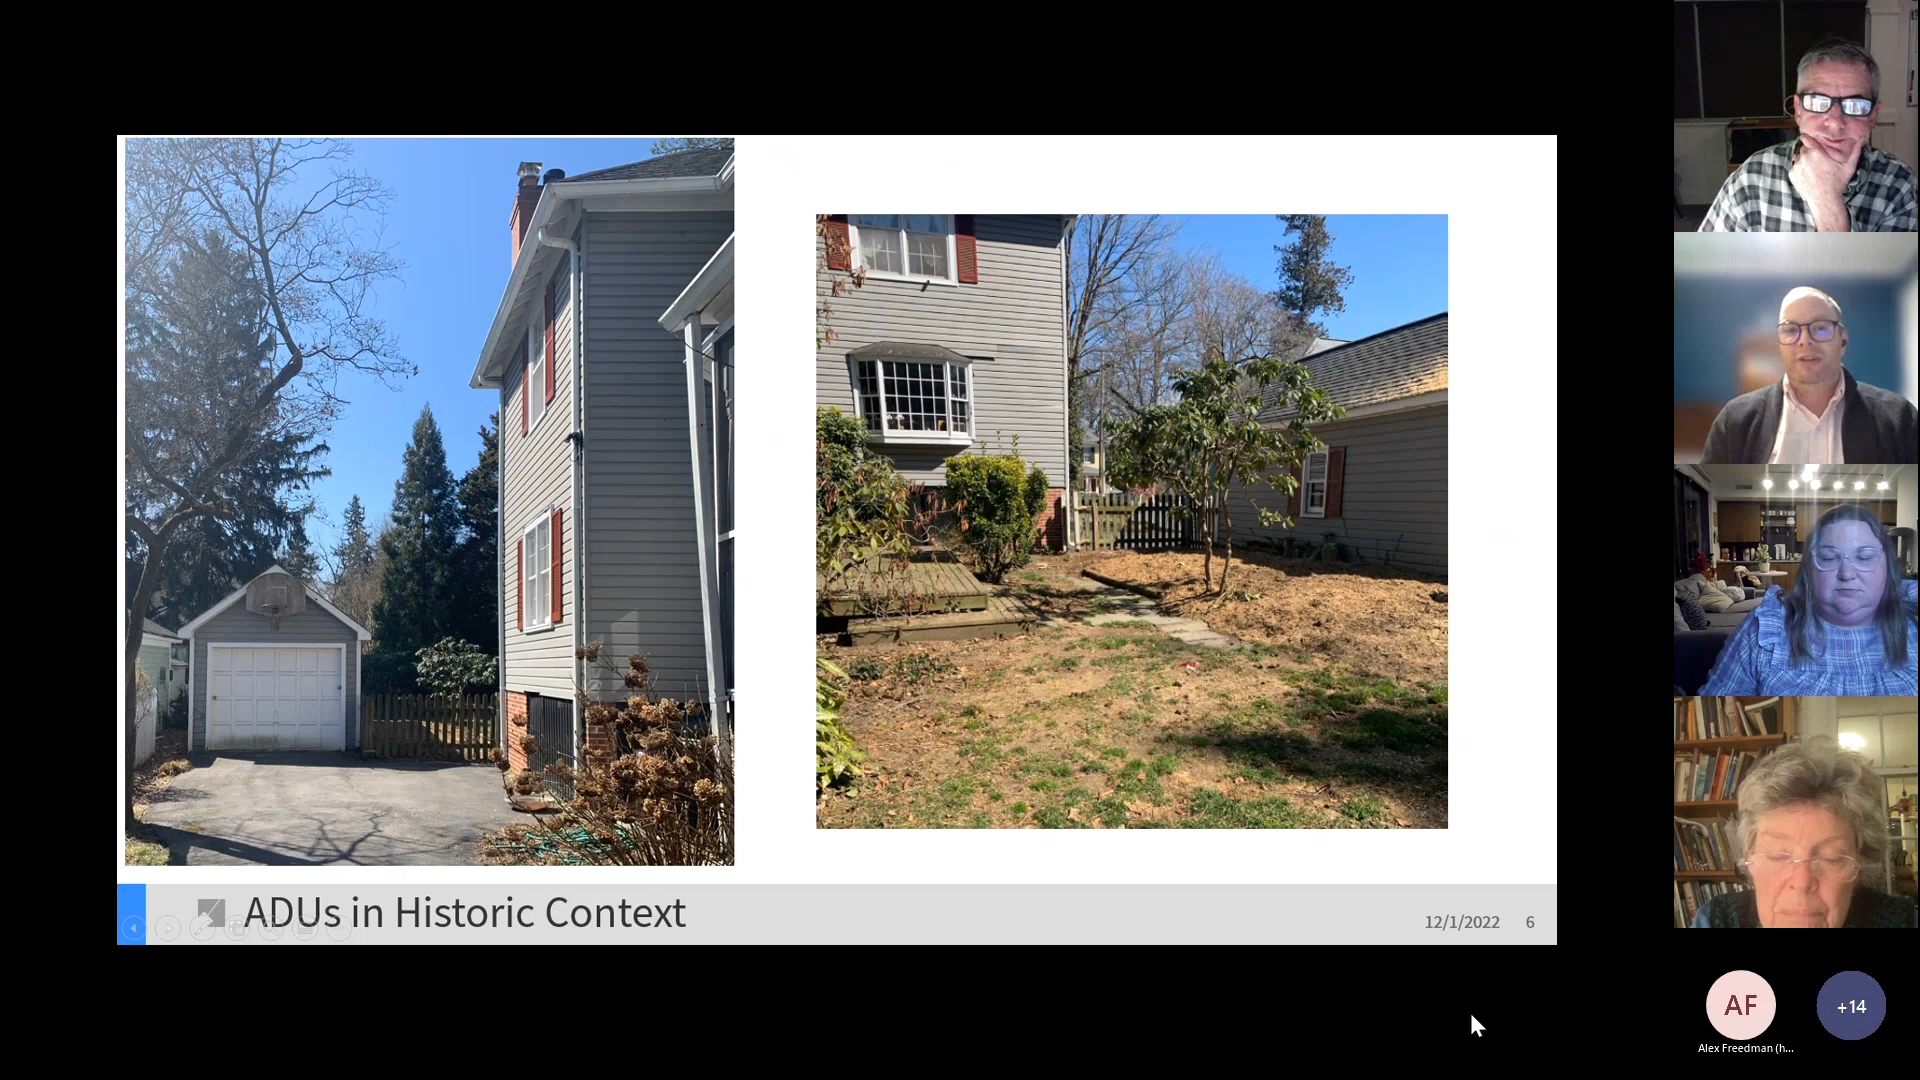 ADUs in Historic Context
12/1/2022 6
AF
+14
Alex Freedman (h...